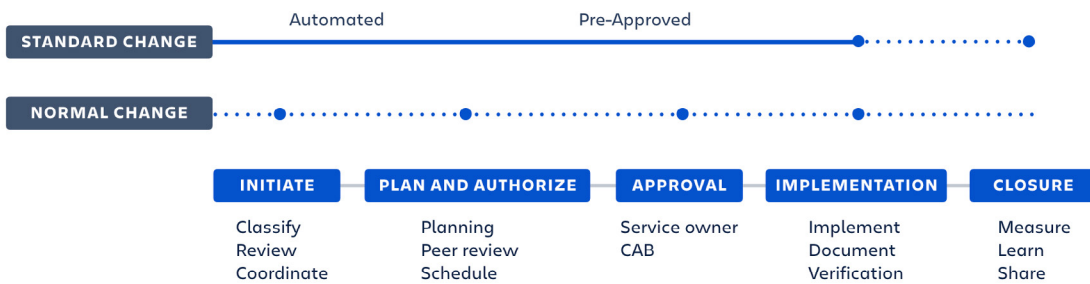 Automated Pre-Approved
STANDARD CHANGE
NORMAL CHANGE
INITIATE PLAN AND AUTHORIZE APPROVAL IMPLEMENTATION CLOSURE
Classify Planning Service owner Implement Measure
Review Peer review CAB Document Learn
Coordinate Schedule Verification Share